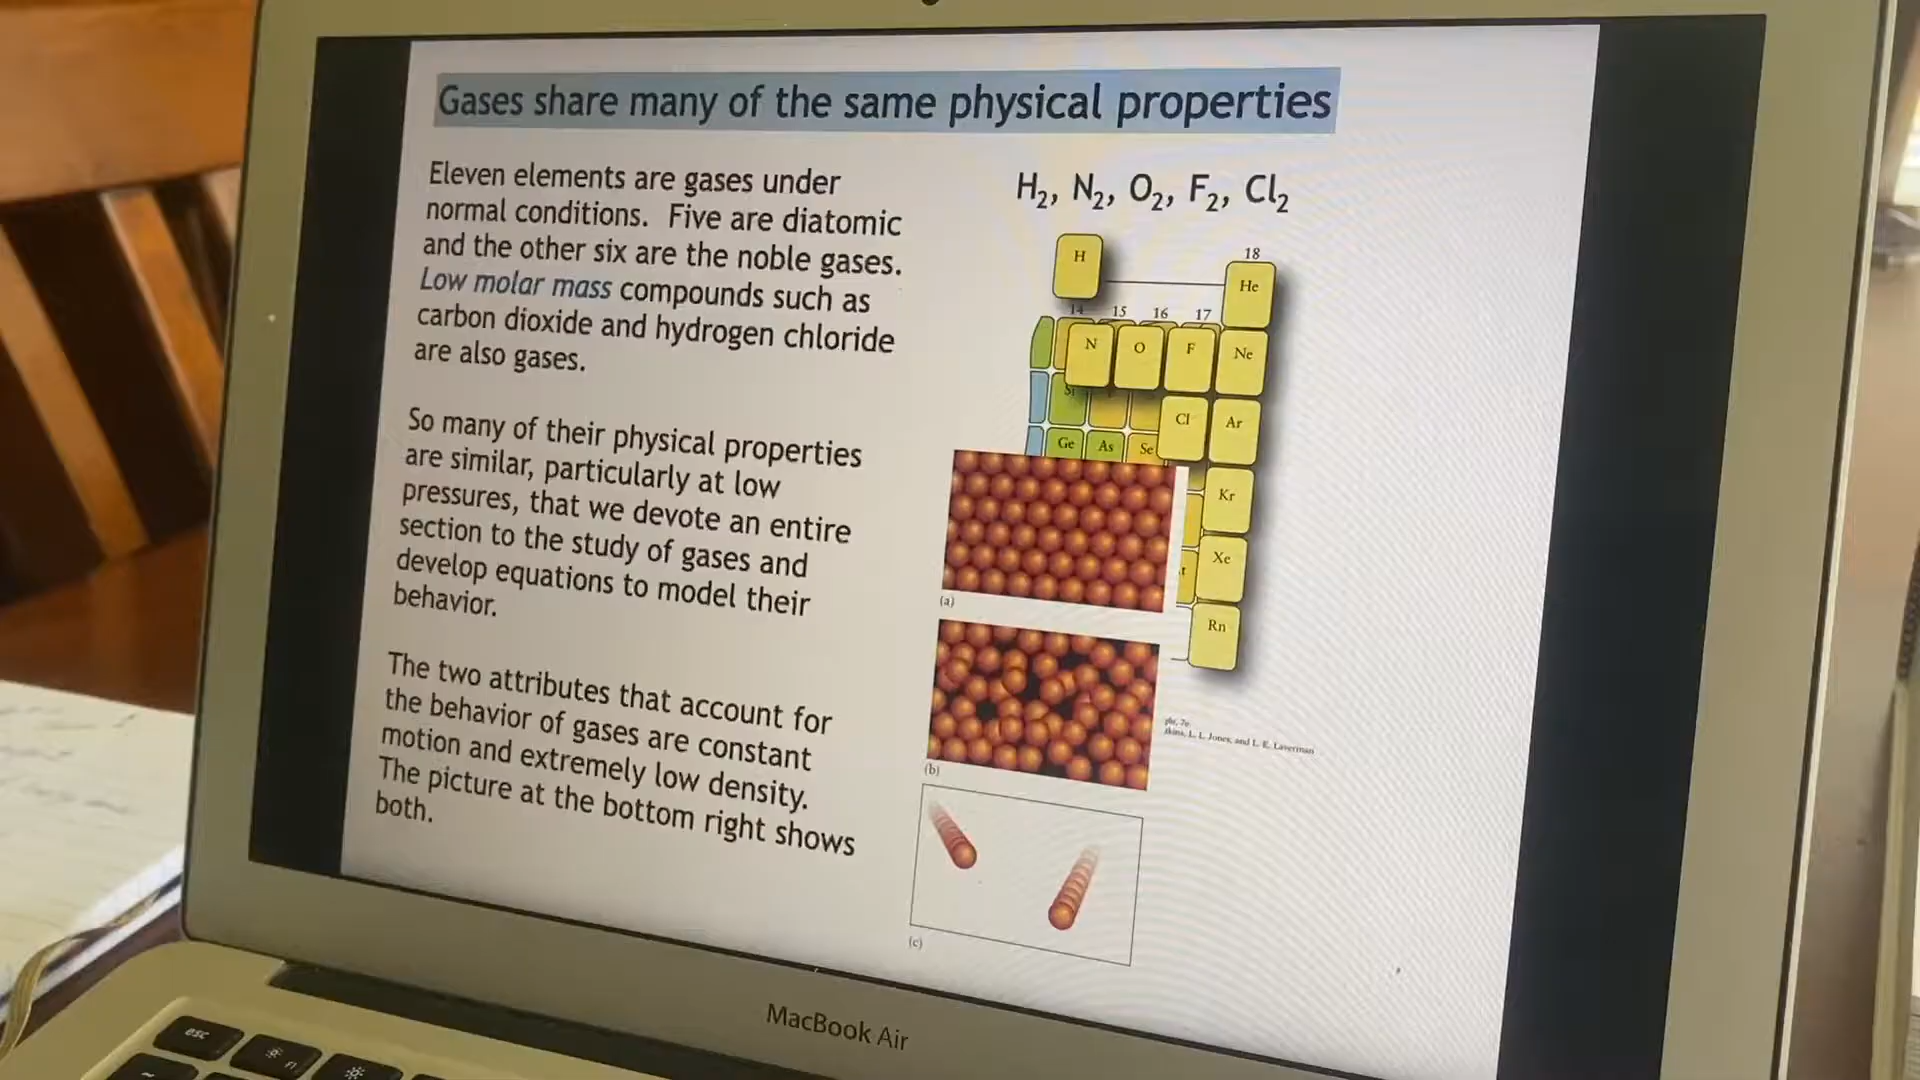 Gases share many of the same physical properties
Eleven elements are gases under
normal conditions. Five are diatomic
and the other six are the noble gases.
Low molar mass compounds such as
carbon dioxide and hydrogen chloride
are also gases.
So many of their physical properties
are similar, particularly at low
pressures, that we devote an entire
section to the study of gases and
develop equations to model their
behavior.
The two attributes that account for
the behavior of gases are constant
motion and extremely low density.
The picture at the bottom right shows
both.
H₂, N₂, O₂, F₂, Cl₂
H
18
He
14 15 16 17
N O F Ne
Si
Cl Ar
Ge As Se
Kr
Xe
Rn
(a)
(b)
(c)
L. L. Jones, and L. E. Laverman
MacBook Air
esc
F1
~